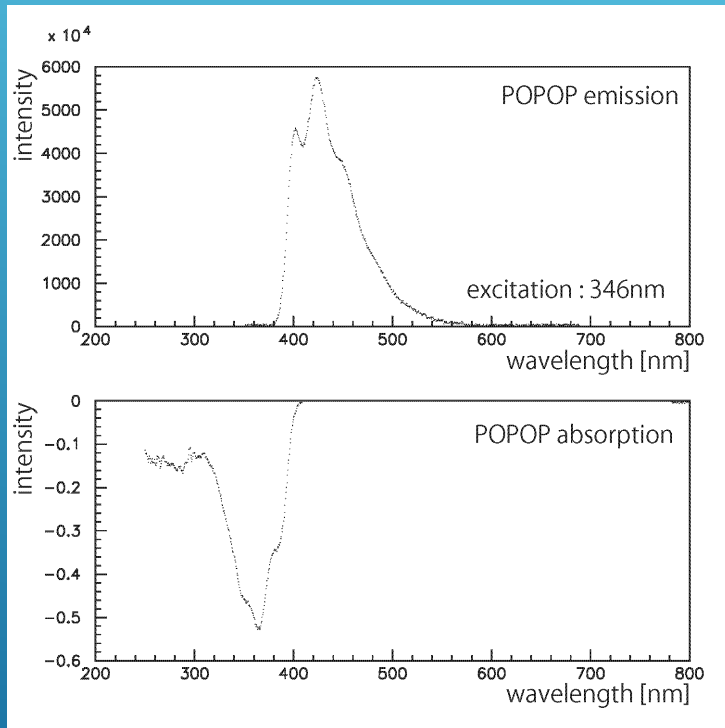 x 10⁴
6000
5000
4000
3000
2000
1000
0
intensity
POPOP emission
excitation : 346nm
200 300 400 500 600 700 800
wavelength [nm]
0
−0.1
−0.2
−0.3
−0.4
−0.5
−0.6
intensity
POPOP absorption
200 300 400 500 600 700 800
wavelength [nm]